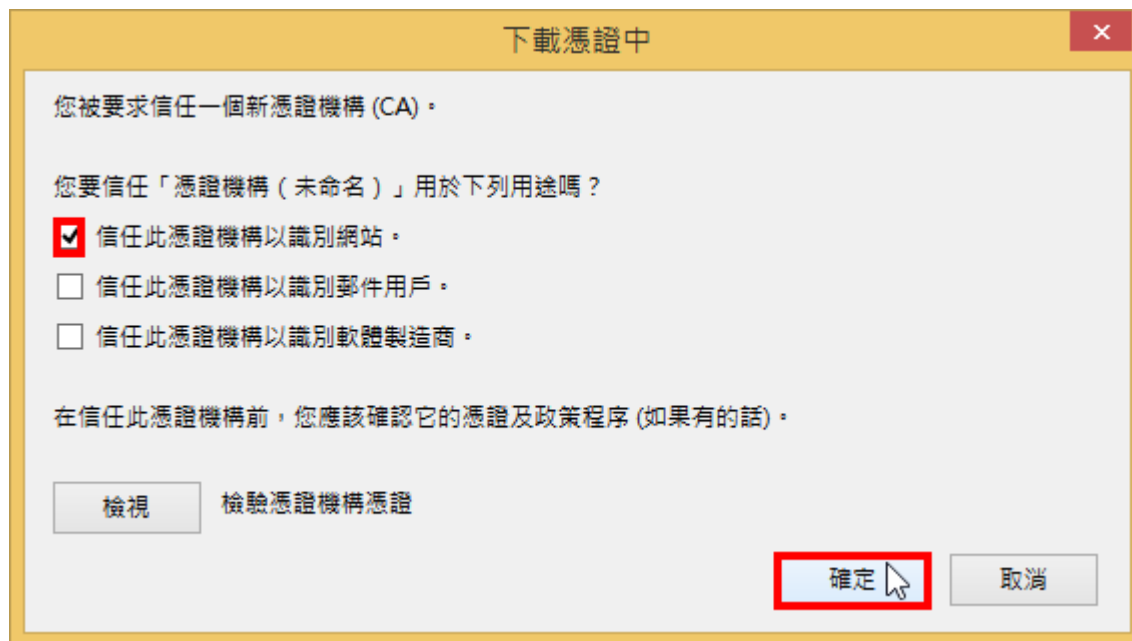 下載憑證中
您被要求信任一個新憑證機構 (CA)。
您要信任「憑證機構（未命名）」用於下列用途嗎？
信任此憑證機構以識別網站。
信任此憑證機構以識別郵件用戶。
信任此憑證機構以識別軟體製造商。
在信任此憑證機構前，您應該確認它的憑證及政策程序 (如果有的話)。
檢視 檢驗憑證機構憑證
確定 取消